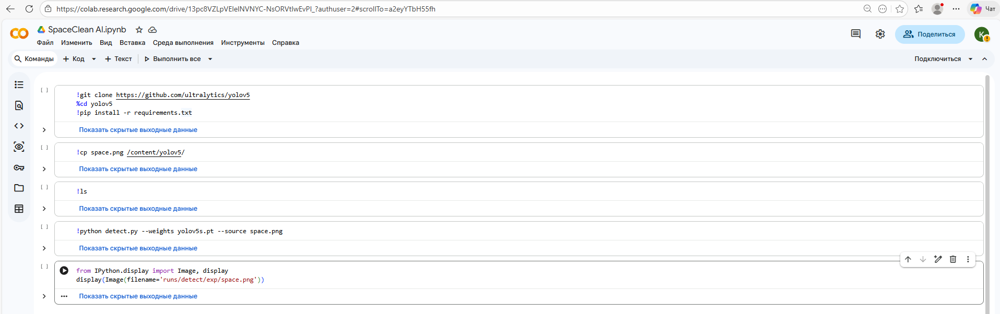 https://colab.research.google.com/drive/13pc8VZLpVEIeINVNYC-NsORVtIwEvPI_?authuser=2#scrollTo=a2eyYTbH55fh
Чат
SpaceClean AI.ipynb
Файл Изменить Вид Вставка Среда выполнения Инструменты Справка
Поделиться
K
Команды + Код + Текст Выполнить все
Подключиться
[ ]
!git clone https://github.com/ultralytics/yolov5
%cd yolov5
!pip install -r requirements.txt
Показать скрытые выходные данные
[ ]
!cp space.png /content/yolov5/
Показать скрытые выходные данные
[ ]
!ls
Показать скрытые выходные данные
[ ]
!python detect.py --weights yolov5s.pt --source space.png
Показать скрытые выходные данные
[ ]
from IPython.display import Image, display
display(Image(filename='runs/detect/exp/space.png'))
Показать скрытые выходные данные